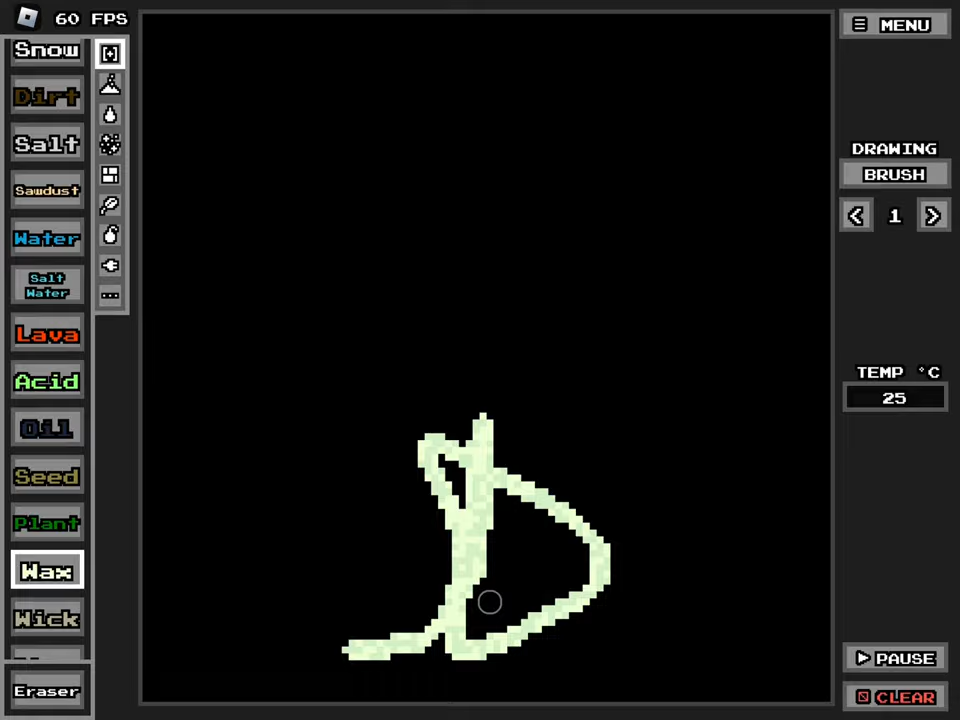 60 FPS
MENU
Snow
Dirt
Salt
Sawdust
Water
Salt
Water
Lava
Acid
Oil
Seed
Plant
Wax
Wick
Eraser
DRAWING
BRUSH
< 1 >
TEMP °C
25
PAUSE
CLEAR